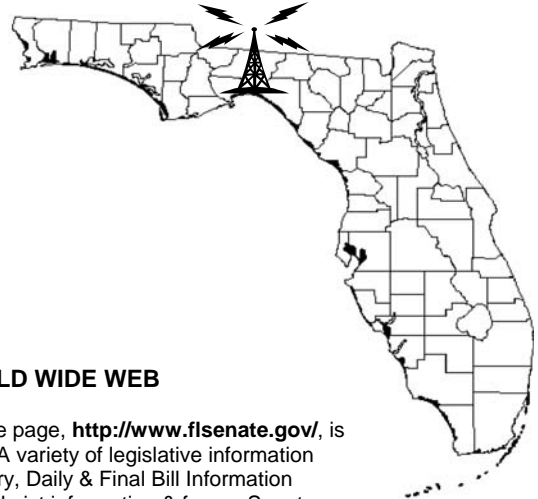 LD WIDE WEB
e page, http://www.flsenate.gov/, is
A variety of legislative information
ry, Daily & Final Bill Information